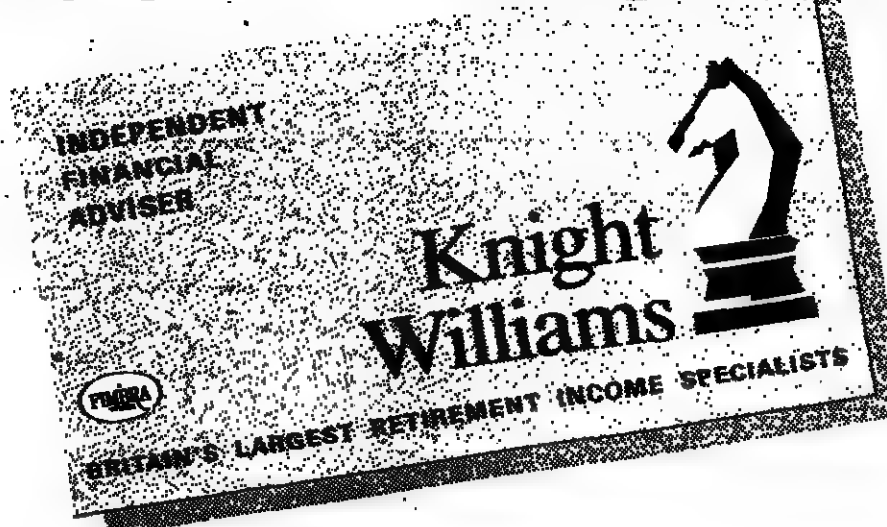 INDEPENDENT
FINANCIAL
ADVISER
Knight
Williams
FIMBRA
BRITAIN'S LARGEST RETIREMENT INCOME SPECIALISTS